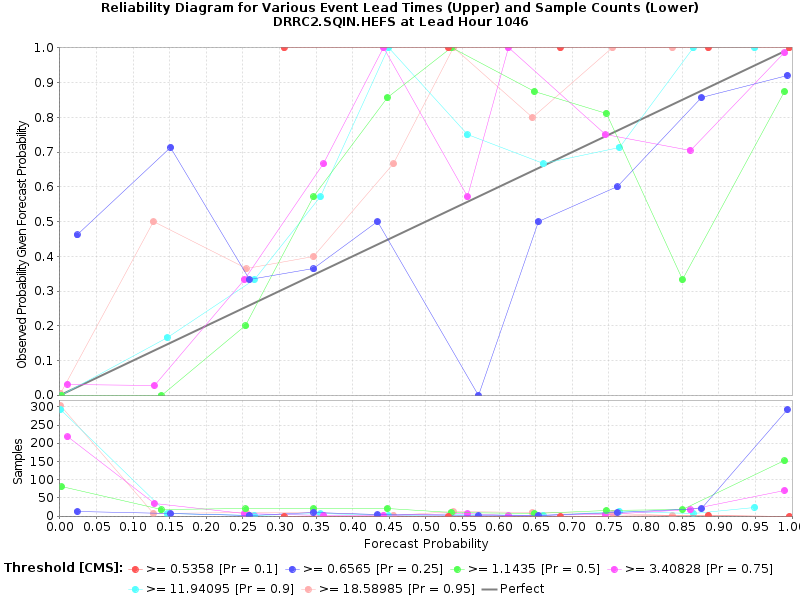 Reliability Diagram for Various Event Lead Times (Upper) and Sample Counts (Lower)
DRRC2.SQIN.HEFS at Lead Hour 1046
Observed Probability Given Forecast Probability
1.0
0.9
0.8
0.7
0.6
0.5
0.4
0.3
0.2
0.1
0.0
Samples
300
250
200
150
100
50
0
0.00 0.05 0.10 0.15 0.20 0.25 0.30 0.35 0.40 0.45 0.50 0.55 0.60 0.65 0.70 0.75 0.80 0.85 0.90 0.95 1.00
Forecast Probability
Threshold [CMS]: >= 0.5358 [Pr = 0.1] >= 0.6565 [Pr = 0.25] >= 1.1435 [Pr = 0.5] >= 3.40828 [Pr = 0.75]
>= 11.94095 [Pr = 0.9] >= 18.58985 [Pr = 0.95] Perfect